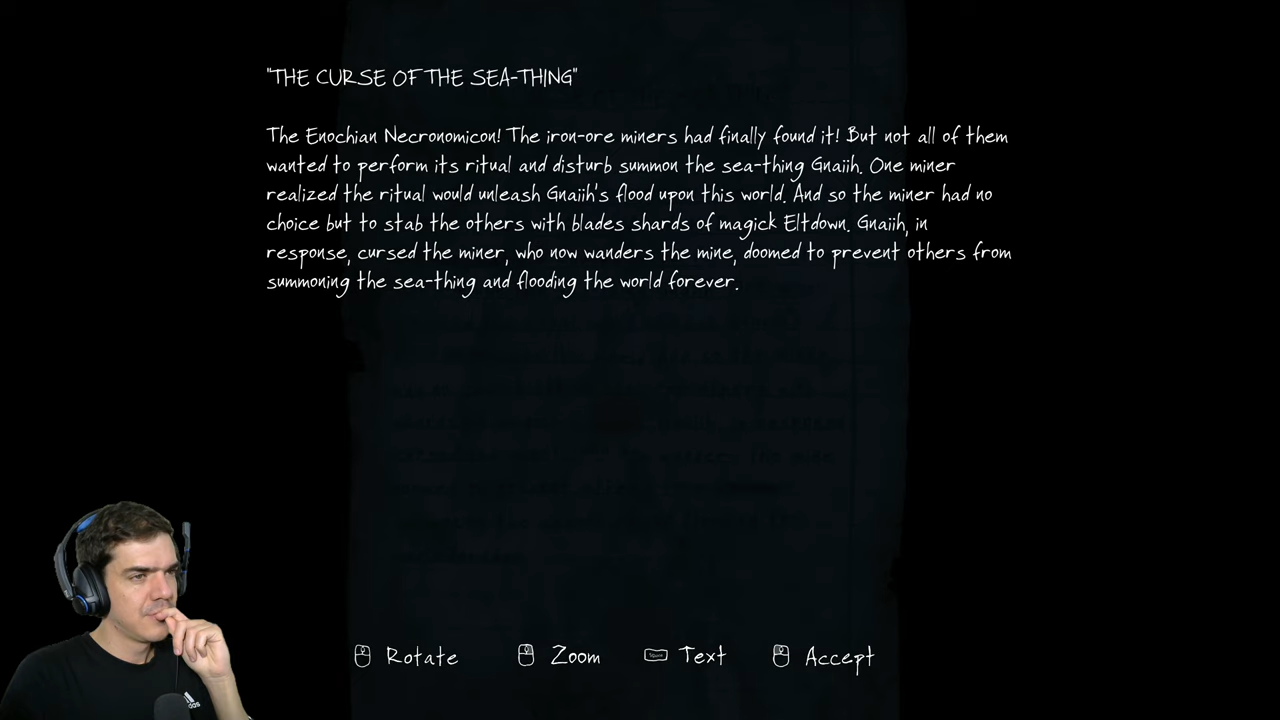 "THE CURSE OF THE SEA-THING"
The Enochian Necronomicon! The iron-ore miners had finally found it! But not all of them
wanted to perform its ritual and disturb summon the sea-thing Gnaiih. One miner
realized the ritual would unleash Gnaiih's flood upon this world. And so the miner had no
choice but to stab the others with blades shards of magick Eltdown. Gnaiih, in
response, cursed the miner, who now wanders the mine, doomed to prevent others from
summoning the sea-thing and flooding the world forever.
Rotate Zoom Text Accept
adidas